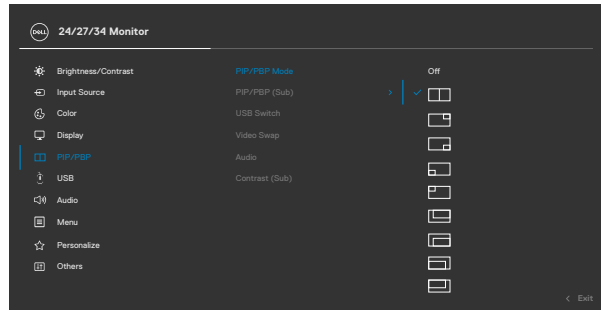 DELL
24/27/34 Monitor
Brightness/Contrast
Input Source
Color
Display
PIP/PBP
USB
Audio
Menu
Personalize
Others
PIP/PBP Mode
PIP/PBP (Sub)
USB Switch
Video Swap
Audio
Contrast (Sub)
Off
Exit